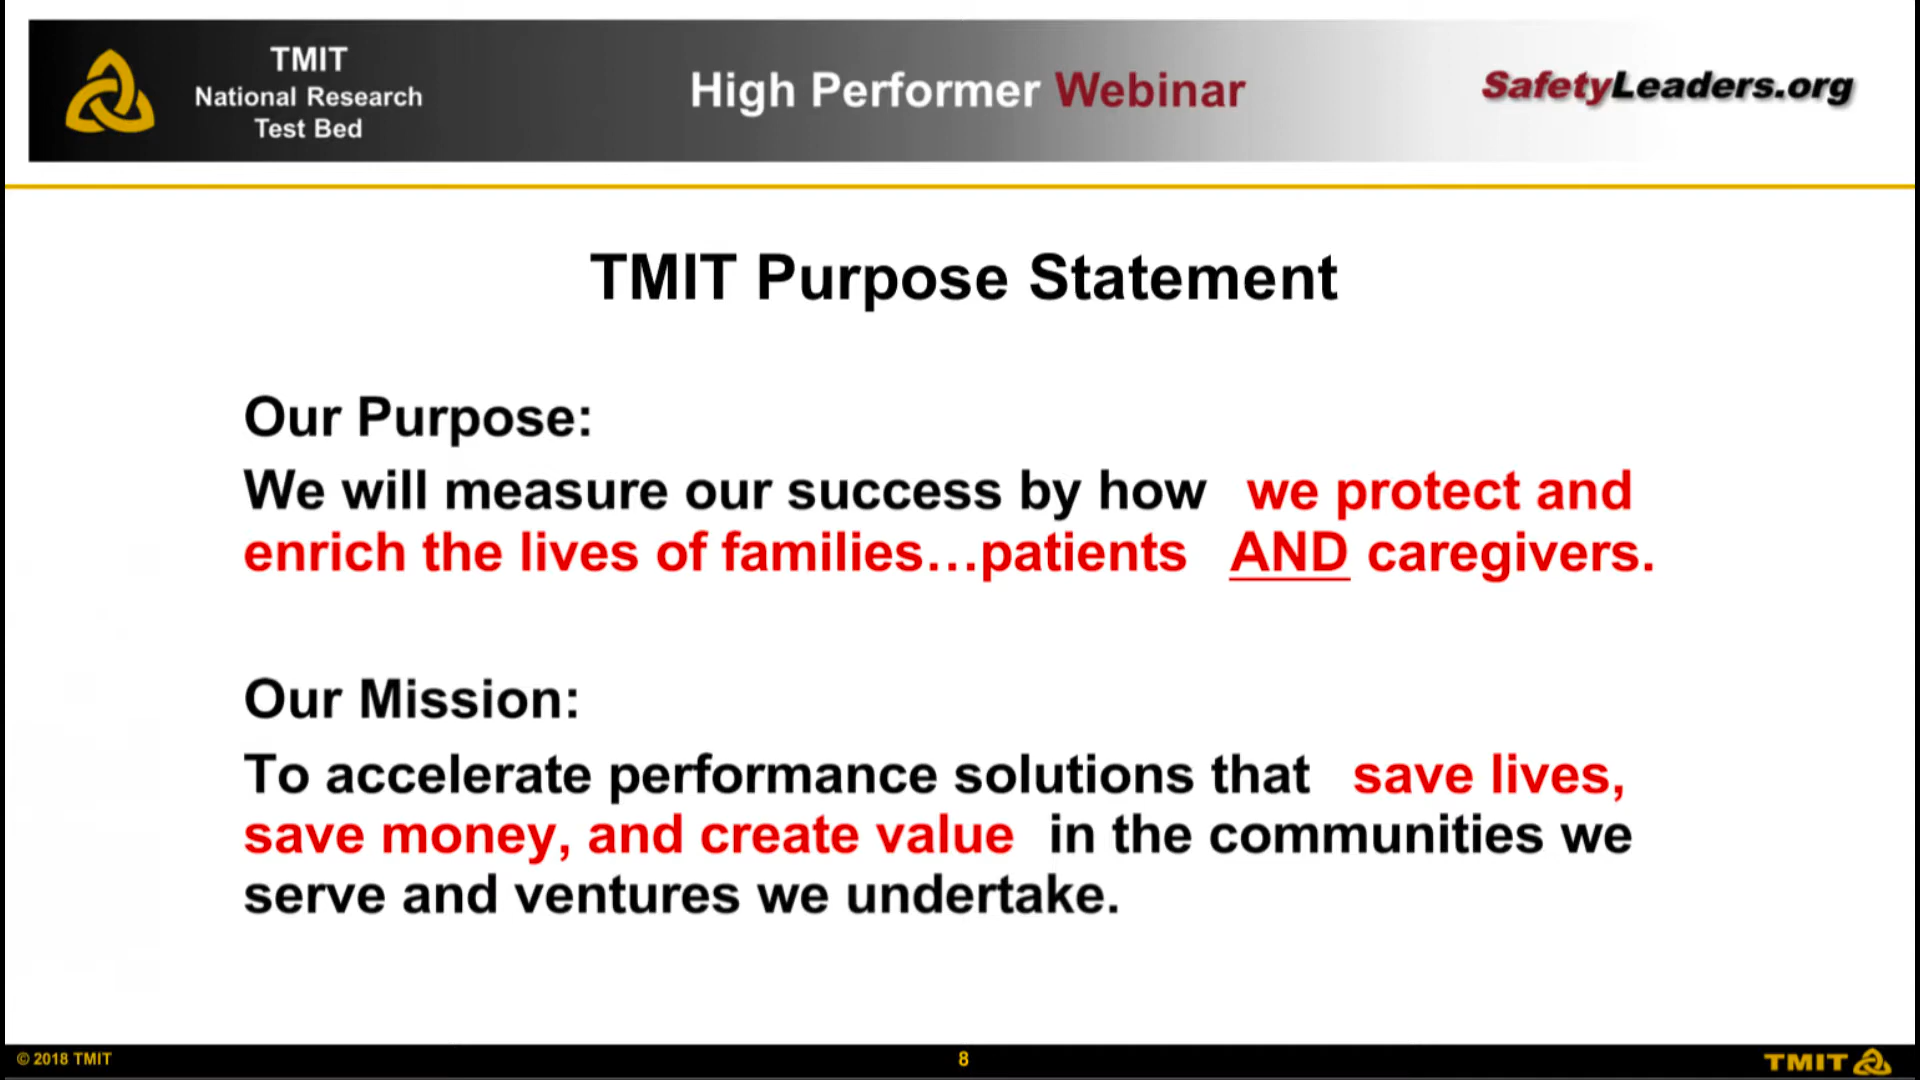 TMIT
National Research
Test Bed
High Performer Webinar
SafetyLeaders.org
TMIT Purpose Statement
Our Purpose:
We will measure our success by how we protect and
enrich the lives of families...patients AND caregivers.
Our Mission:
To accelerate performance solutions that save lives,
save money, and create value in the communities we
serve and ventures we undertake.
© 2018 TMIT
8
TMIT